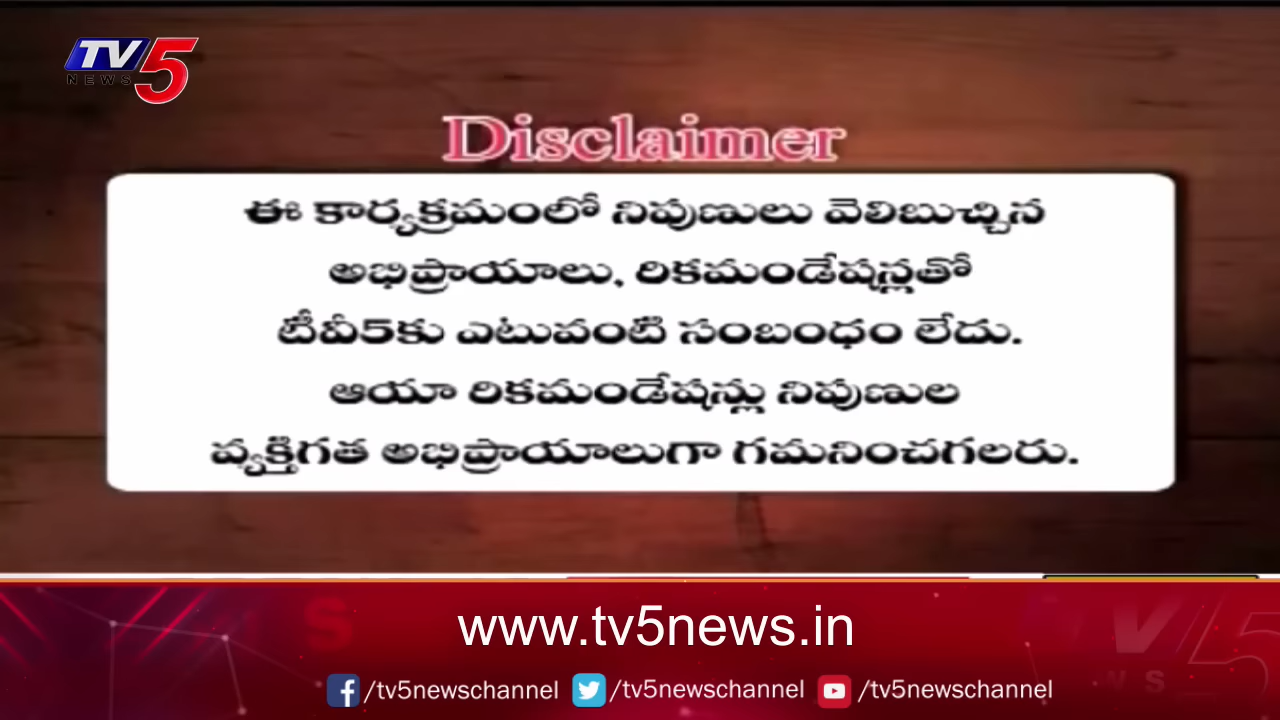 TV5
NEWS
Disclaimer
ఈ కార్యక్రమంలో నిపుణులు వెలిబుచ్చిన
అభిప్రాయాలు, రికమండేషన్లతో
టీవీ5కు ఎటువంటి సంబంధం లేదు.
ఆయా రికమండేషన్లు నిపుణుల
వ్యక్తిగత అభిప్రాయాలుగా గమనించగలరు.
www.tv5news.in
/tv5newschannel /tv5newschannel /tv5newschannel